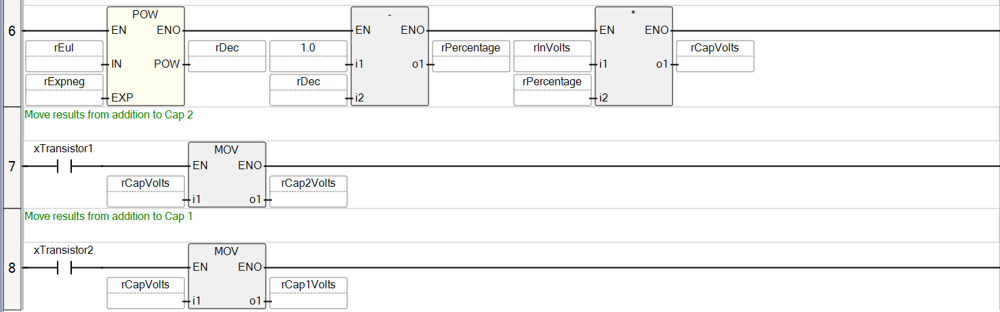 POW - *
6 EN ENO EN ENO EN ENO
rEul rDec 1.0 rPercentage rInVolts rCapVolts
IN POW i1 o1 i1 o1
rExpneg rDec rPercentage
EXP i2 i2
Move results from addition to Cap 2
xTransistor1 MOV
7 EN ENO
rCapVolts rCap2Volts
i1 o1
Move results from addition to Cap 1
xTransistor2 MOV
8 EN ENO
rCapVolts rCap1Volts
i1 o1